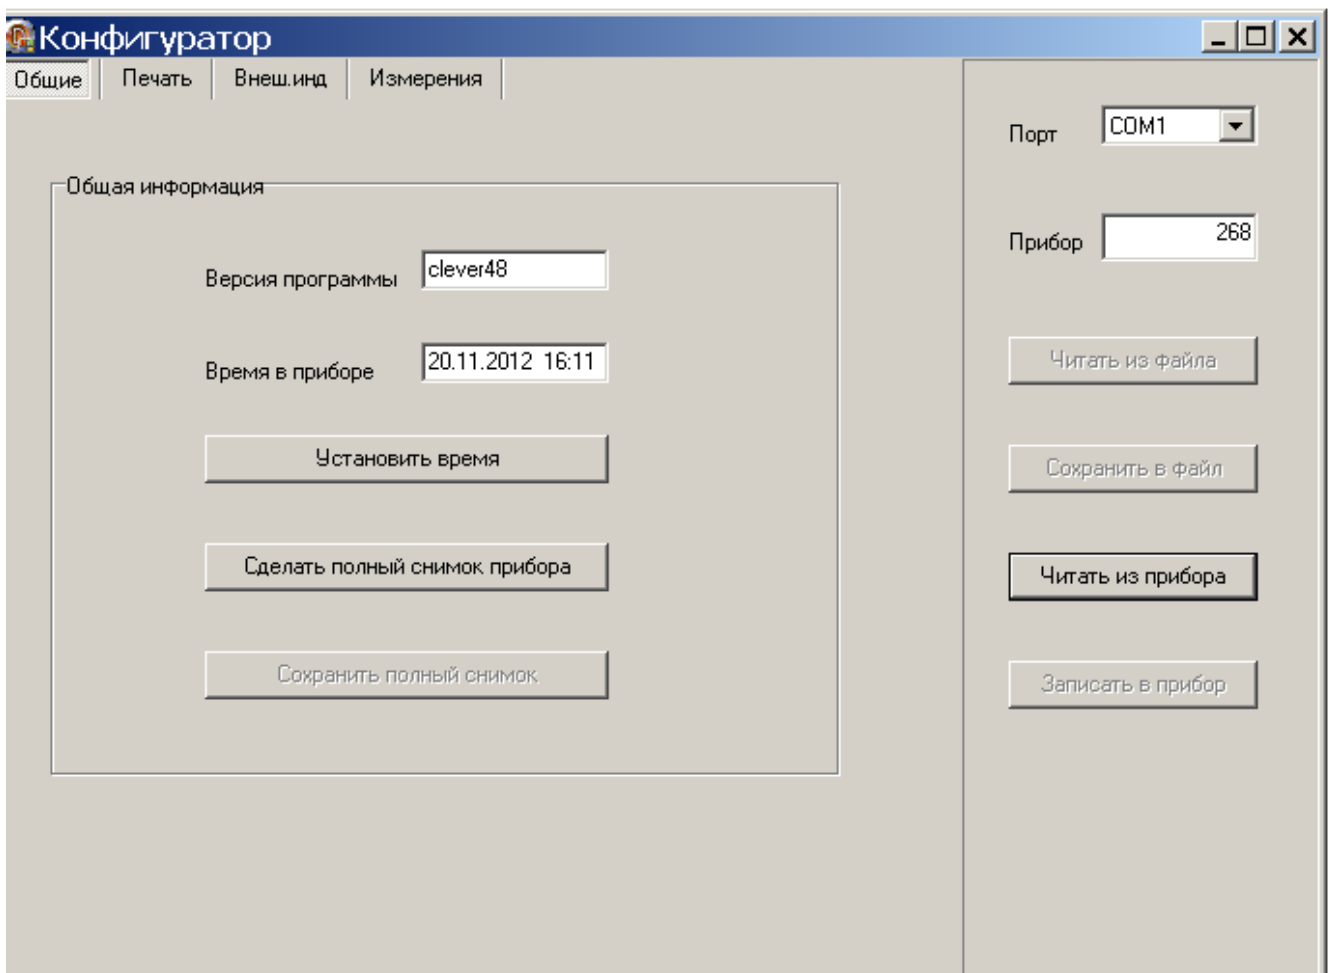 Конфигуратор
Общие Печать Внеш.инд Измерения
Порт COM1
Общая информация
Прибор 268
Версия программы clever48
Время в приборе 20.11.2012 16:11
Читать из файла
Установить время
Сохранить в файл
Сделать полный снимок прибора
Читать из прибора
Сохранить полный снимок
Записать в прибор